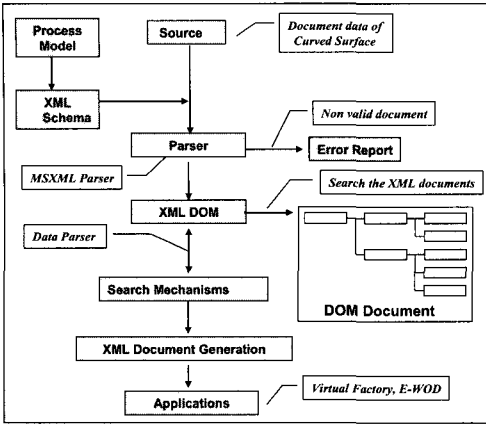 Process
Model
Source
Document data of
Curved Surface
XML
Schema
Non valid document
Parser
Error Report
MSXML Parser
Search the XML documents
XML DOM
Data Parser
Search Mechanisms
DOM Document
XML Document Generation
Virtual Factory, E-WOD
Applications